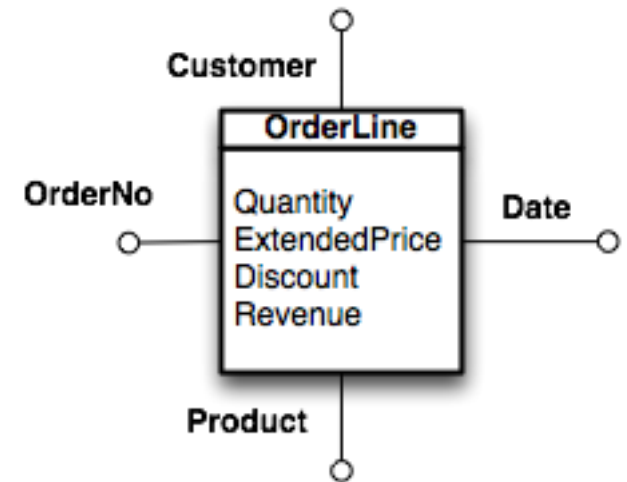 Customer
OrderLine
OrderNo
Quantity
Date
ExtendedPrice
Discount
Revenue
Product